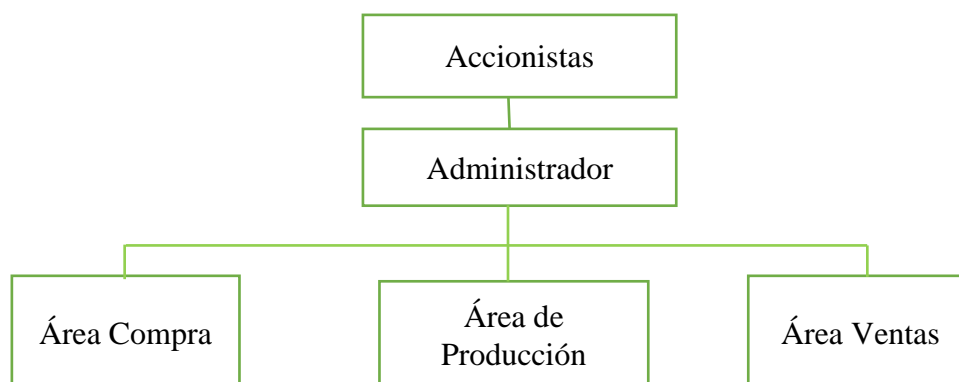 Accionistas
Administrador
Área Compra
Área de
Producción
Área Ventas